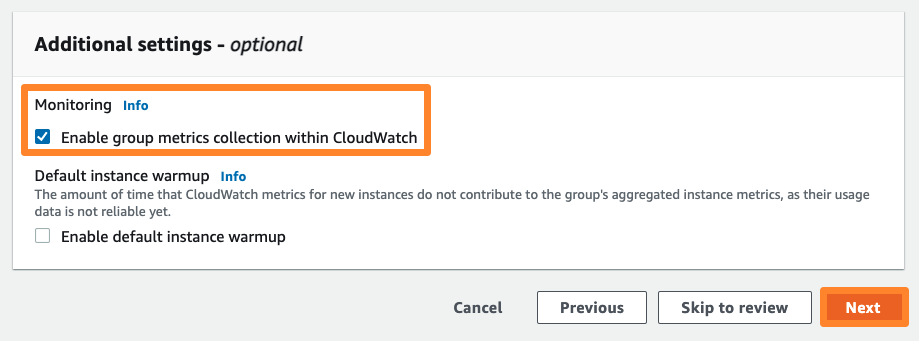 Additional settings - optional
Monitoring Info
Enable group metrics collection within CloudWatch
Default instance warmup Info
The amount of time that CloudWatch metrics for new instances do not contribute to the group's aggregated instance metrics, as their usage
data is not reliable yet.
Enable default instance warmup
Cancel Previous Skip to review Next